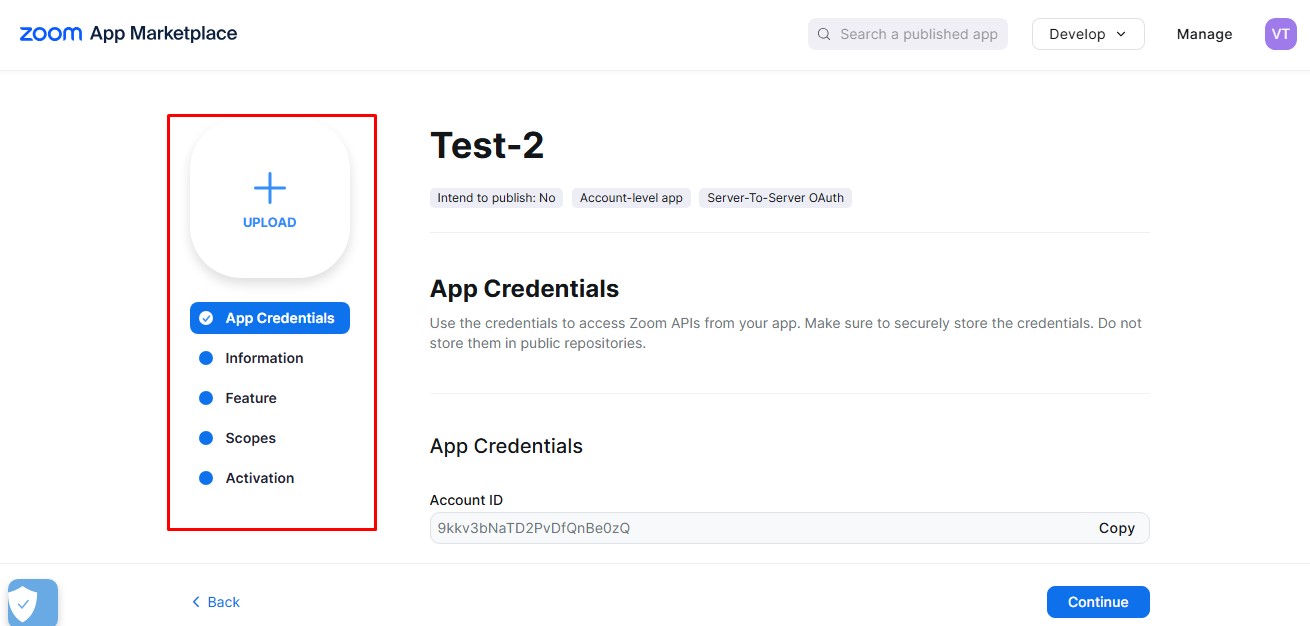 zoom App Marketplace
Search a published app
Develop
Manage
VT
UPLOAD
App Credentials
Information
Feature
Scopes
Activation
Test-2
Intend to publish: No
Account-level app
Server-To-Server OAuth
App Credentials
Use the credentials to access Zoom APIs from your app. Make sure to securely store the credentials. Do not
store them in public repositories.
App Credentials
Account ID
9kkv3bNaTD2PvDfQnBe0zQ
Copy
Back
Continue